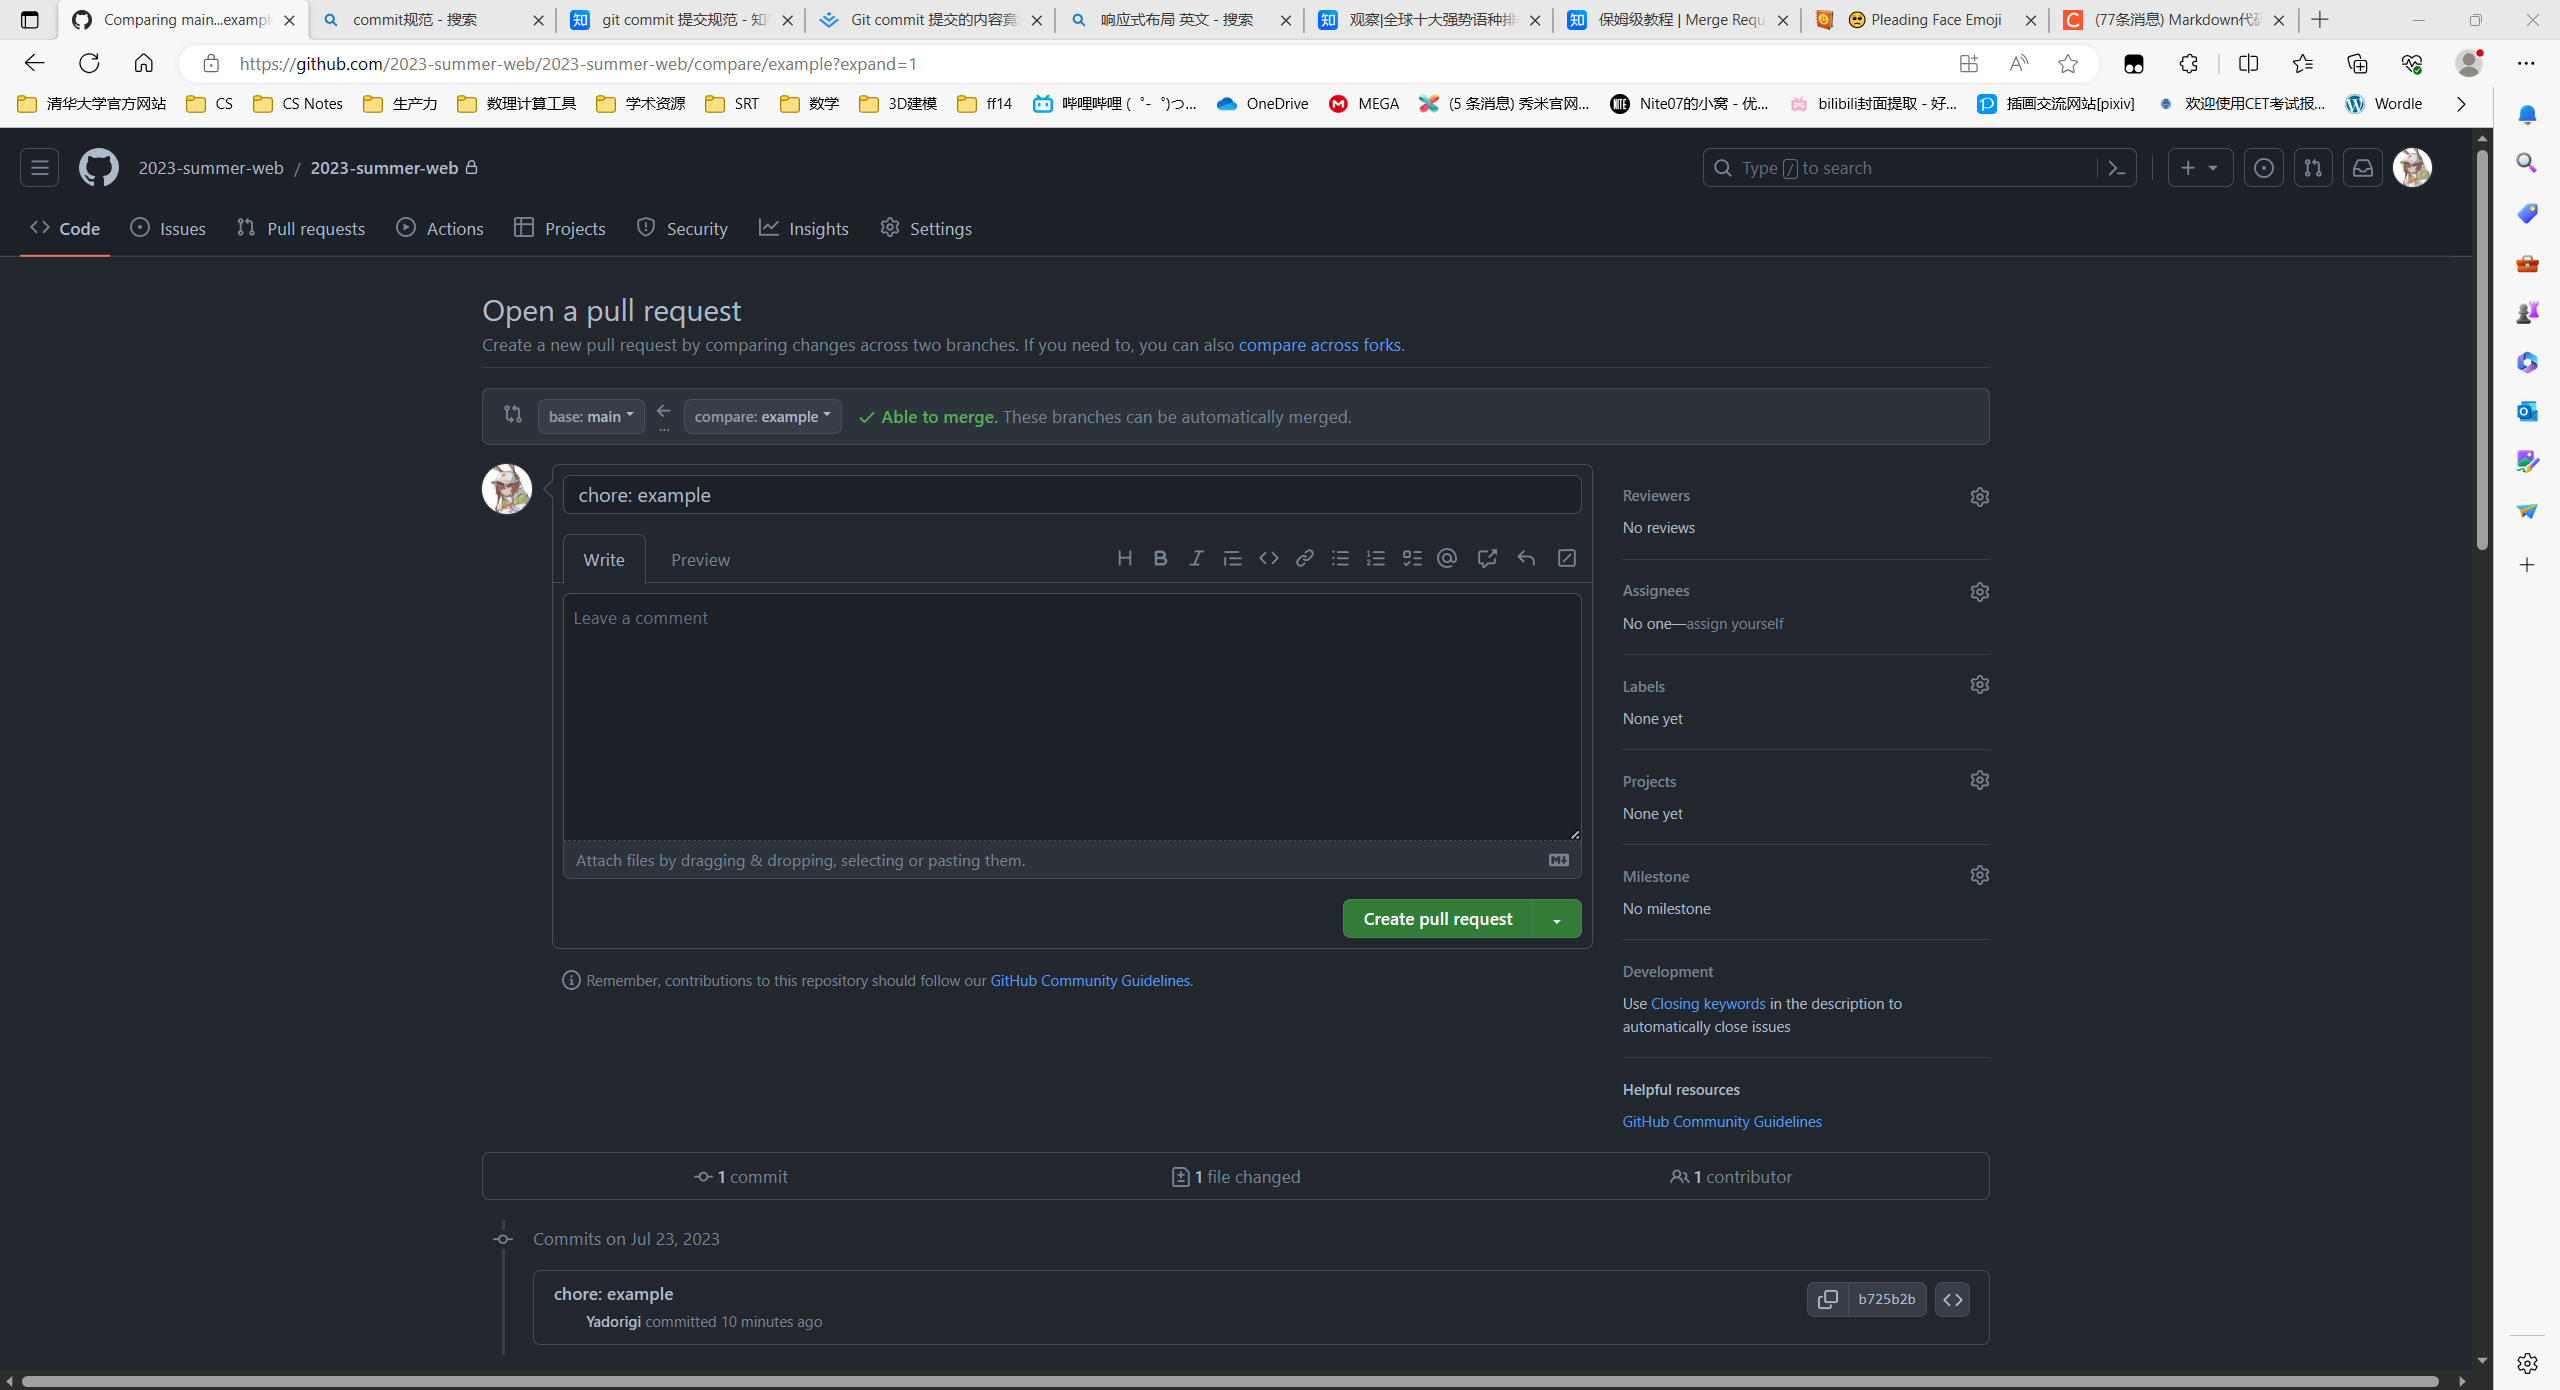 Comparing main...exampl
commit规范 - 搜索
git commit 提交规范 - 知
Git commit 提交的内容竟
响应式布局 英文 - 搜索
观察|全球十大强势语种排
保姆级教程 | Merge Requ
Pleading Face Emoji
(77条消息) Markdown代
https://github.com/2023-summer-web/2023-summer-web/compare/example?expand=1
清华大学官方网站
CS
CS Notes
生产力
数理计算工具
学术资源
SRT
数学
3D建模
ff14
哔哩哔哩 (゜-゜)つ...
OneDrive
MEGA
(5 条消息) 秀米官网...
Nite07的小窝 - 优...
bilibili封面提取 - 好...
插画交流网站[pixiv]
欢迎使用CET考试报...
Wordle
2023-summer-web / 2023-summer-web
Type / to search
Code
Issues
Pull requests
Actions
Projects
Security
Insights
Settings
Open a pull request
Create a new pull request by comparing changes across two branches. If you need to, you can also compare across forks.
base: main
...
compare: example
Able to merge. These branches can be automatically merged.
chore: example
Write
Preview
Leave a comment
Attach files by dragging & dropping, selecting or pasting them.
Create pull request
Remember, contributions to this repository should follow our GitHub Community Guidelines.
Reviewers
No reviews
Assignees
No one—assign yourself
Labels
None yet
Projects
None yet
Milestone
No milestone
Development
Use Closing keywords in the description to
automatically close issues
Helpful resources
GitHub Community Guidelines
1 commit
1 file changed
1 contributor
Commits on Jul 23, 2023
chore: example
Yadorigi committed 10 minutes ago
b725b2b